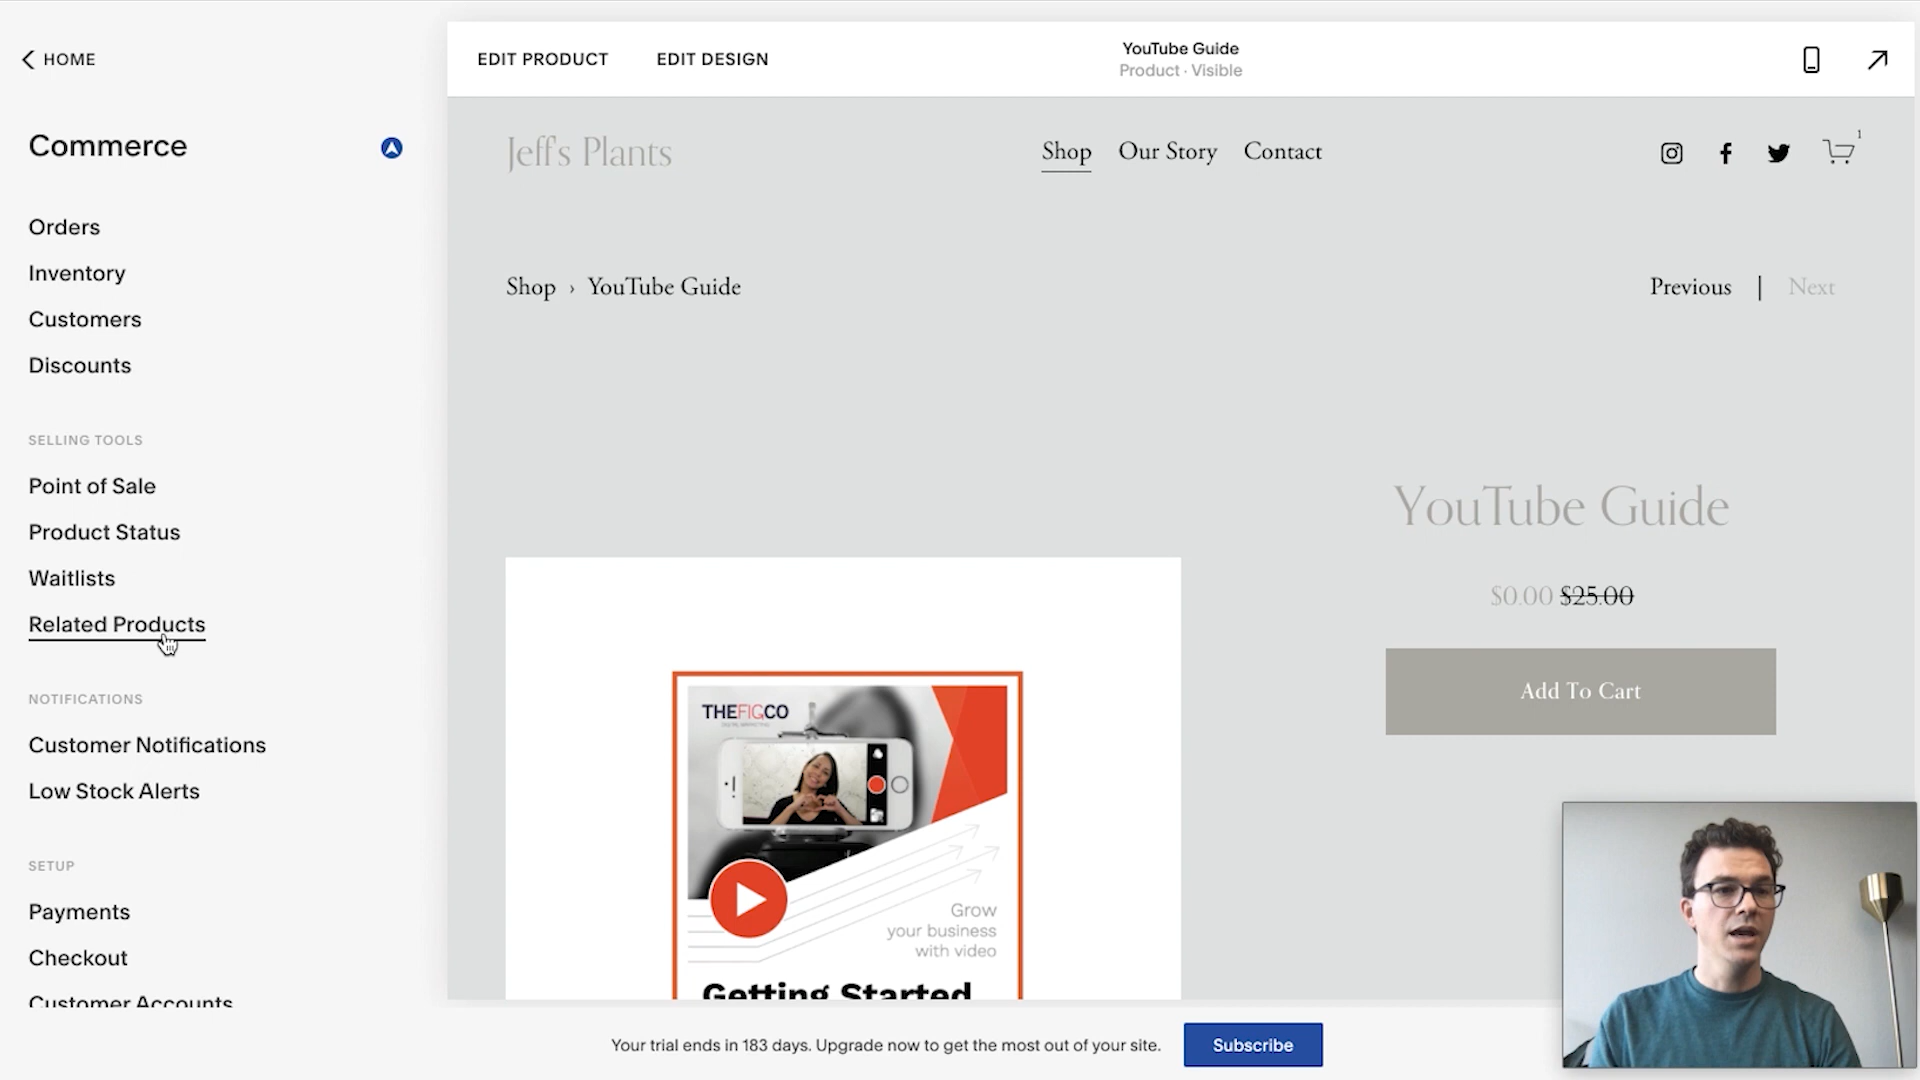 HOME
Commerce
Orders
Inventory
Customers
Discounts
SELLING TOOLS
Point of Sale
Product Status
Waitlists
Related Products
NOTIFICATIONS
Customer Notifications
Low Stock Alerts
SETUP
Payments
Checkout
Customer Accounts
EDIT PRODUCT
EDIT DESIGN
YouTube Guide
Product · Visible
Jeff's Plants
Shop
Our Story
Contact
1
Shop › YouTube Guide
Previous | Next
YouTube Guide
$0.00 $25.00
Add To Cart
THEFIGCO
Grow
your business
with video
Getting Started
Your trial ends in 183 days. Upgrade now to get the most out of your site.
Subscribe